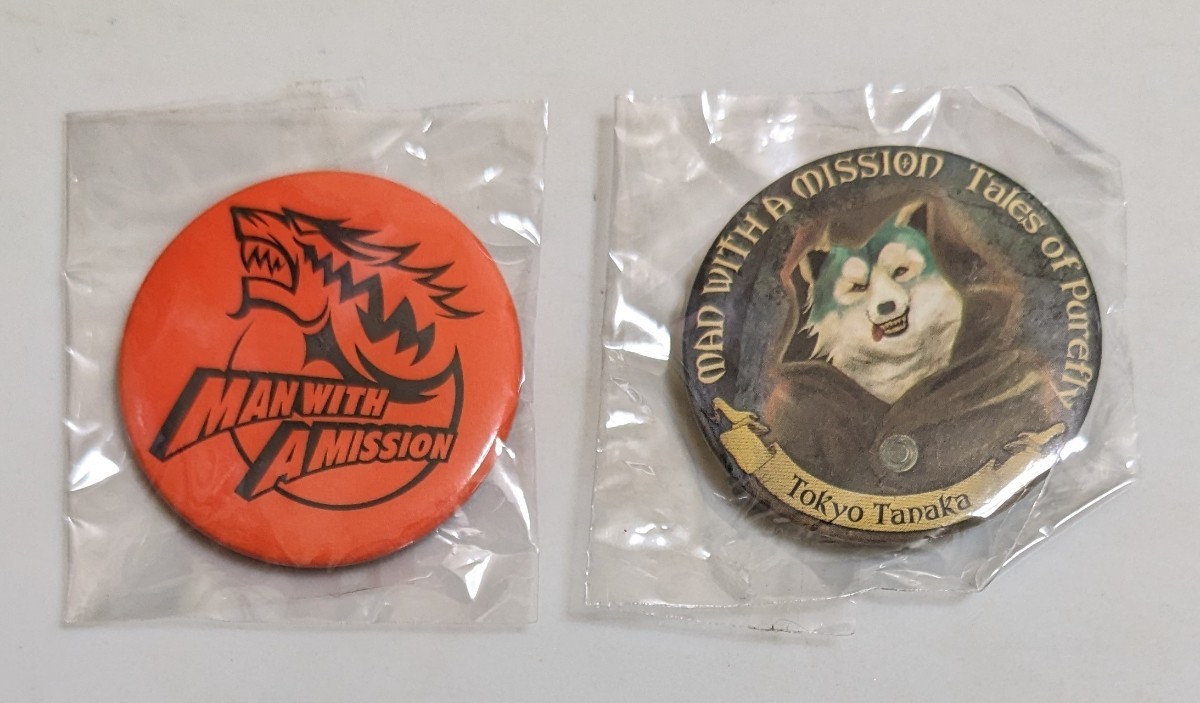 MAN WITH
A MISSION
MAN WITH A MISSION Tales of Purefly
Tokyo Tanaka